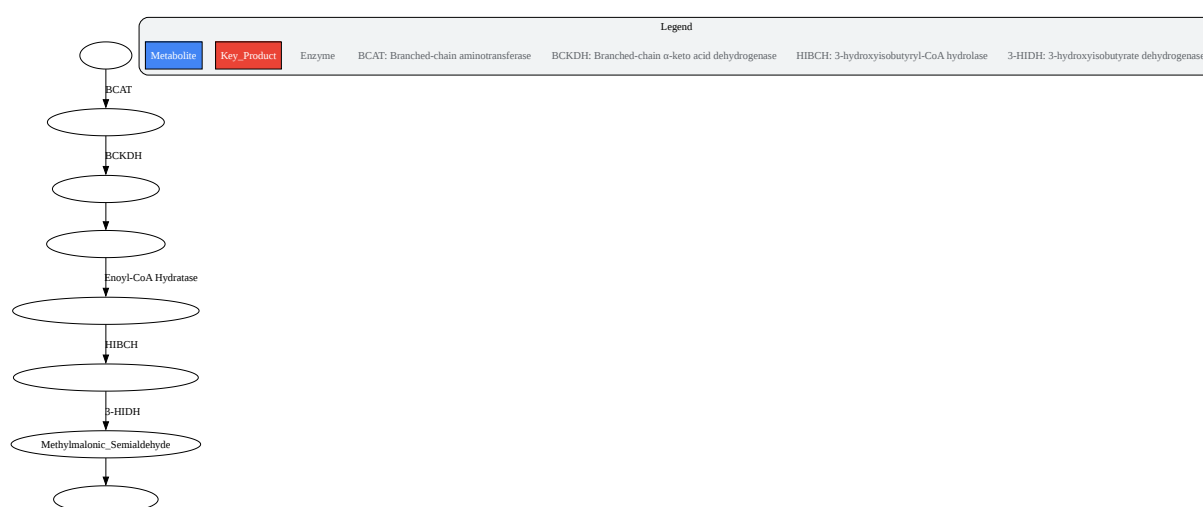 Legend
Metabolite Key_Product Enzyme BCAT: Branched-chain aminotransferase BCKDH: Branched-chain α-keto acid dehydrogenase HIBCH: 3-hydroxyisobutyryl-CoA hydrolase 3-HIDH: 3-hydroxyisobutyrate dehydrogenase
BCAT
BCKDH
Enoyl-CoA Hydratase
HIBCH
3-HIDH
Methylmalonic_Semialdehyde